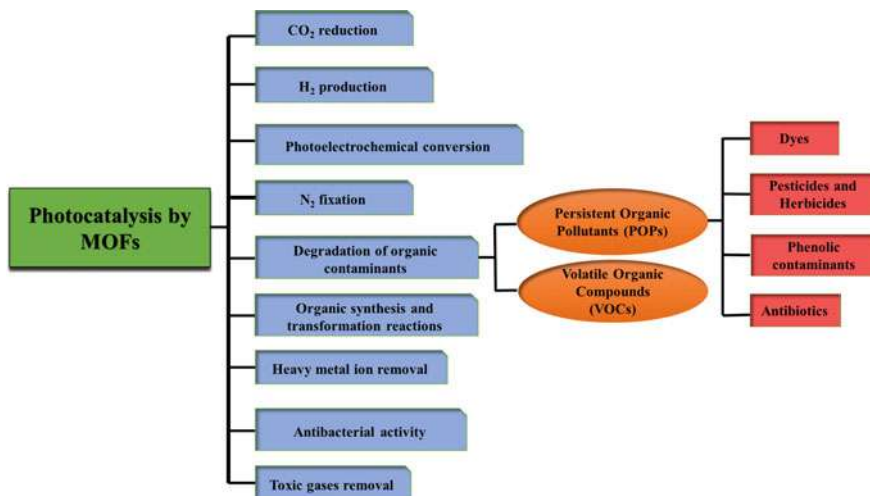 Photocatalysis by
MOFs
CO₂ reduction
H₂ production
Photoelectrochemical conversion
N₂ fixation
Degradation of organic
contaminants
Organic synthesis and
transformation reactions
Heavy metal ion removal
Antibacterial activity
Toxic gases removal
Persistent Organic
Pollutants (POPs)
Volatile Organic
Compounds
(VOCs)
Dyes
Pesticides and
Herbicides
Phenolic
contaminants
Antibiotics